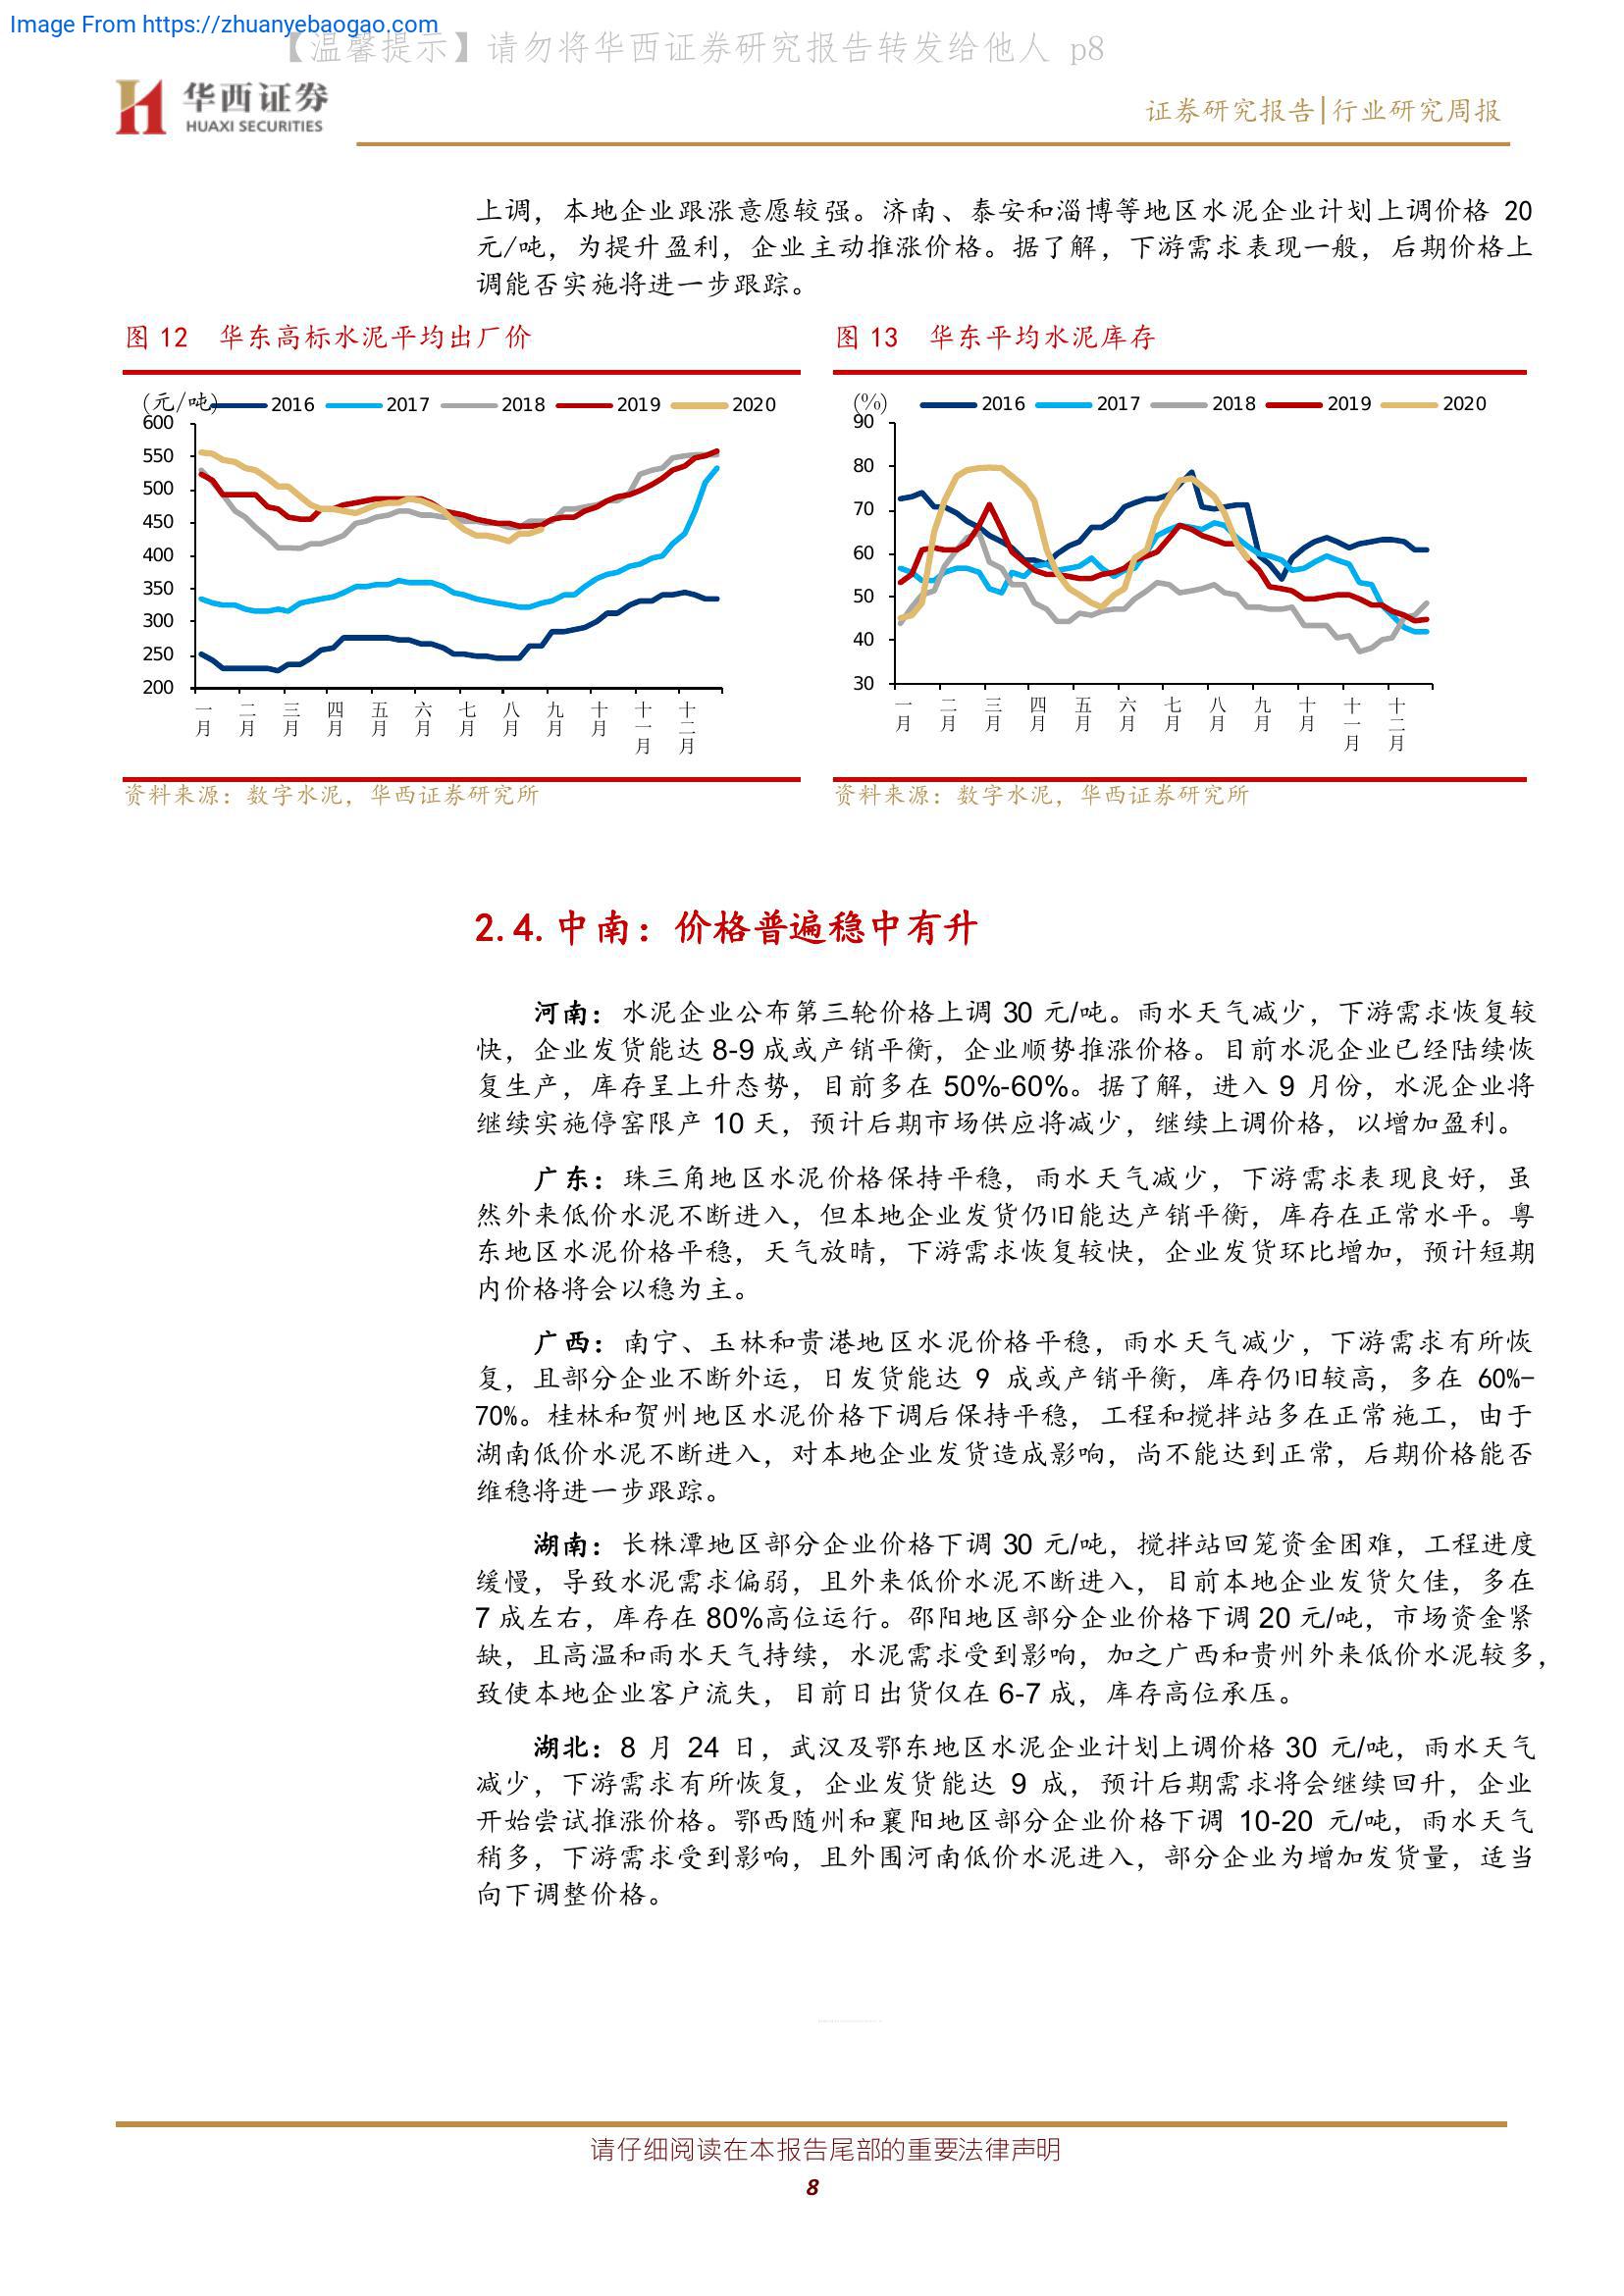 Image From https://zhuanyebaogao.com
【温馨提示】请勿将华西证券研究报告转发给他人 p8
华西证券
HUAXI SECURITIES
证券研究报告|行业研究周报
上调，本地企业跟涨意愿较强。济南、泰安和淄博等地区水泥企业计划上调价格 20
元/吨，为提升盈利，企业主动推涨价格。据了解，下游需求表现一般，后期价格上
调能否实施将进一步跟踪。
图 12 华东高标水泥平均出厂价
(元/吨)
2016 2017 2018 2019 2020
600
550
500
450
400
350
300
250
200
一月 二月 三月 四月 五月 六月 七月 八月 九月 十月 十一月 十二月
资料来源：数字水泥，华西证券研究所
图 13 华东平均水泥库存
(%)
2016 2017 2018 2019 2020
90
80
70
60
50
40
30
一月 二月 三月 四月 五月 六月 七月 八月 九月 十月 十一月 十二月
资料来源：数字水泥，华西证券研究所
2.4.中南：价格普遍稳中有升
河南：水泥企业公布第三轮价格上调 30 元/吨。雨水天气减少，下游需求恢复较
快，企业发货能达 8-9 成或产销平衡，企业顺势推涨价格。目前水泥企业已经陆续恢
复生产，库存呈上升态势，目前多在 50%-60%。据了解，进入 9 月份，水泥企业将
继续实施停窑限产 10 天，预计后期市场供应将减少，继续上调价格，以增加盈利。
广东：珠三角地区水泥价格保持平稳，雨水天气减少，下游需求表现良好，虽
然外来低价水泥不断进入，但本地企业发货仍旧能达产销平衡，库存在正常水平。粤
东地区水泥价格平稳，天气放晴，下游需求恢复较快，企业发货环比增加，预计短期
内价格将会以稳为主。
广西：南宁、玉林和贵港地区水泥价格平稳，雨水天气减少，下游需求有所恢
复，且部分企业不断外运，日发货能达 9 成或产销平衡，库存仍旧较高，多在 60%-
70%。桂林和贺州地区水泥价格下调后保持平稳，工程和搅拌站多在正常施工，由于
湖南低价水泥不断进入，对本地企业发货造成影响，尚不能达到正常，后期价格能否
维稳将进一步跟踪。
湖南：长株潭地区部分企业价格下调 30 元/吨，搅拌站回笼资金困难，工程进度
缓慢，导致水泥需求偏弱，且外来低价水泥不断进入，目前本地企业发货欠佳，多在
7 成左右，库存在 80%高位运行。邵阳地区部分企业价格下调 20 元/吨，市场资金紧
缺，且高温和雨水天气持续，水泥需求受到影响，加之广西和贵州外来低价水泥较多，
致使本地企业客户流失，目前日出货仅在 6-7 成，库存高位承压。
湖北：8 月 24 日，武汉及鄂东地区水泥企业计划上调价格 30 元/吨，雨水天气
减少，下游需求有所恢复，企业发货能达 9 成，预计后期需求将会继续回升，企业
开始尝试推涨价格。鄂西随州和襄阳地区部分企业价格下调 10-20 元/吨，雨水天气
稍多，下游需求受到影响，且外围河南低价水泥进入，部分企业为增加发货量，适当
向下调整价格。
请仔细阅读在本报告尾部的重要法律声明
8